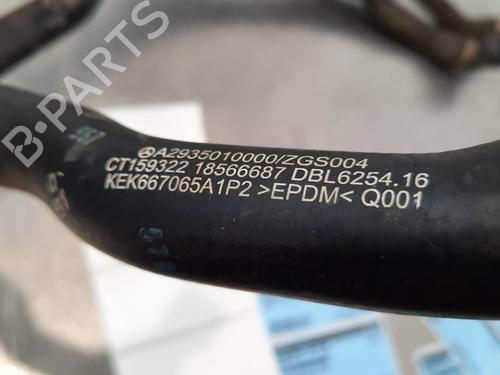 A2935010000/ZGS004
CT159322 18566687 DBL6254.16
KEK667065A1P2 >EPDM< Q001
B-PARTS